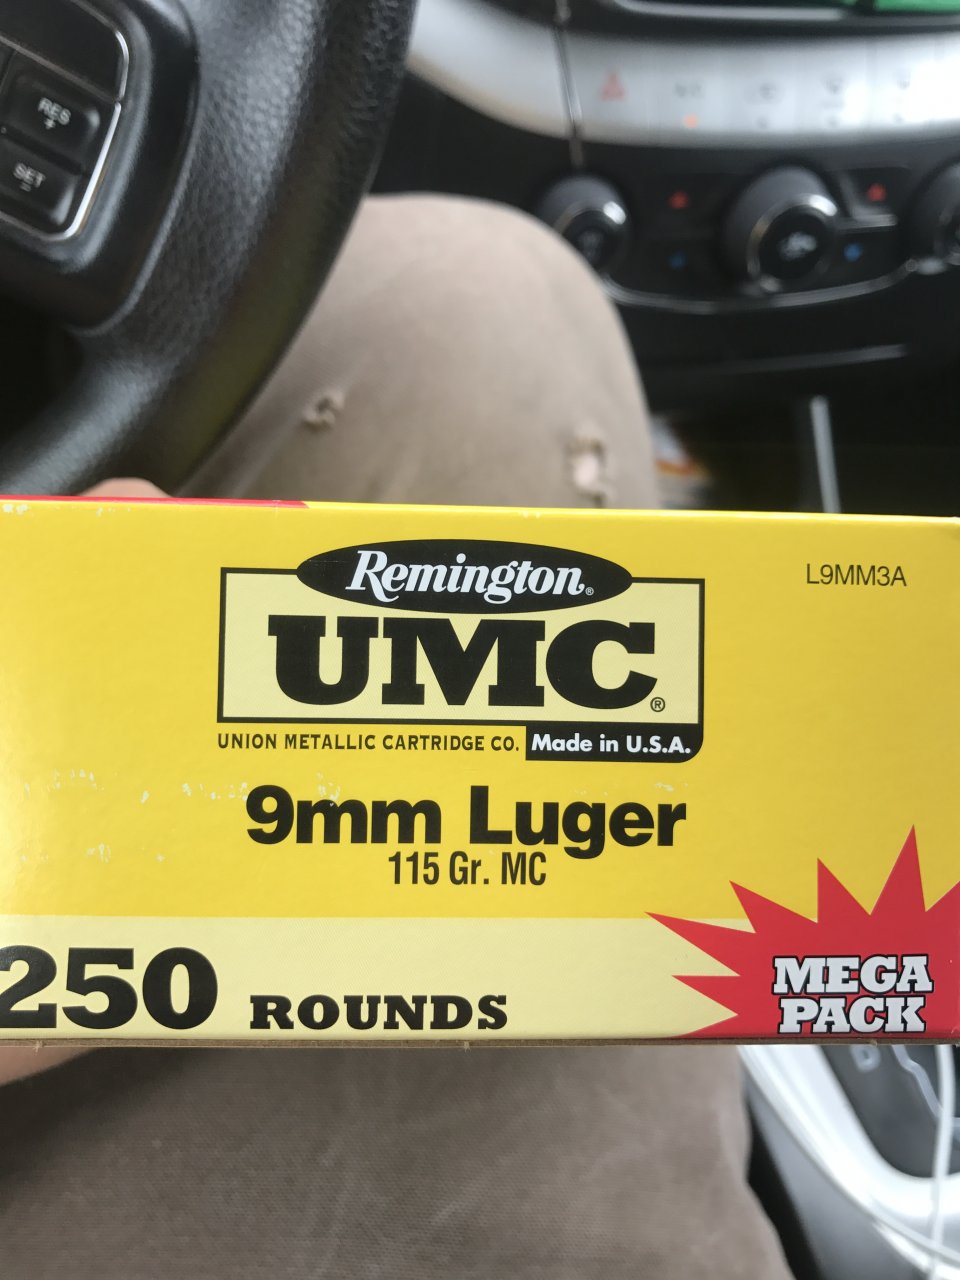 RES
+
SET
-
Remington®
L9MM3A
UMC®
UNION METALLIC CARTRIDGE CO. Made in U.S.A.
9mm Luger
115 Gr. MC
250 ROUNDS
MEGA
PACK
D